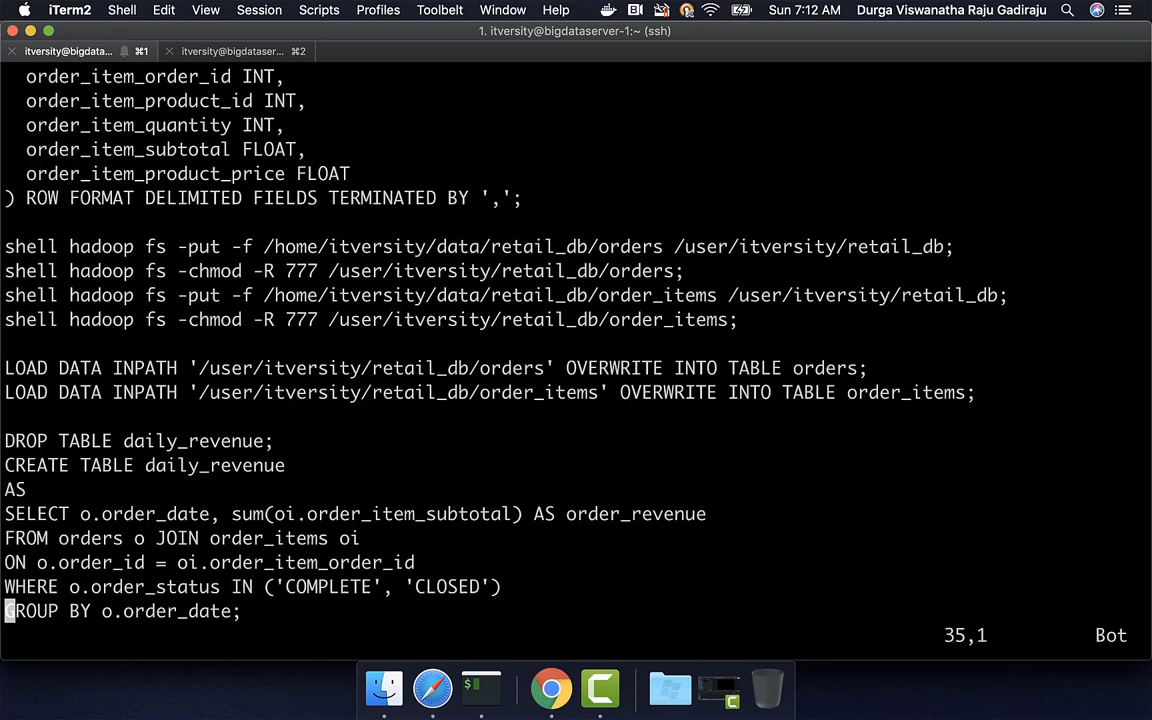 iTerm2 Shell Edit View Session Scripts Profiles Toolbelt Window Help Sun 7:12 AM Durga Viswanatha Raju Gadiraju
1. itversity@bigdataserver-1:~ (ssh)
itversity@bigdata... ⌘1 itversity@bigdataser... ⌘2
order_item_order_id INT,
order_item_product_id INT,
order_item_quantity INT,
order_item_subtotal FLOAT,
order_item_product_price FLOAT
) ROW FORMAT DELIMITED FIELDS TERMINATED BY ',';
shell hadoop fs -put -f /home/itversity/data/retail_db/orders /user/itversity/retail_db;
shell hadoop fs -chmod -R 777 /user/itversity/retail_db/orders;
shell hadoop fs -put -f /home/itversity/data/retail_db/order_items /user/itversity/retail_db;
shell hadoop fs -chmod -R 777 /user/itversity/retail_db/order_items;
LOAD DATA INPATH '/user/itversity/retail_db/orders' OVERWRITE INTO TABLE orders;
LOAD DATA INPATH '/user/itversity/retail_db/order_items' OVERWRITE INTO TABLE order_items;
DROP TABLE daily_revenue;
CREATE TABLE daily_revenue
AS
SELECT o.order_date, sum(oi.order_item_subtotal) AS order_revenue
FROM orders o JOIN order_items oi
ON o.order_id = oi.order_item_order_id
WHERE o.order_status IN ('COMPLETE', 'CLOSED')
GROUP BY o.order_date;
35,1 Bot